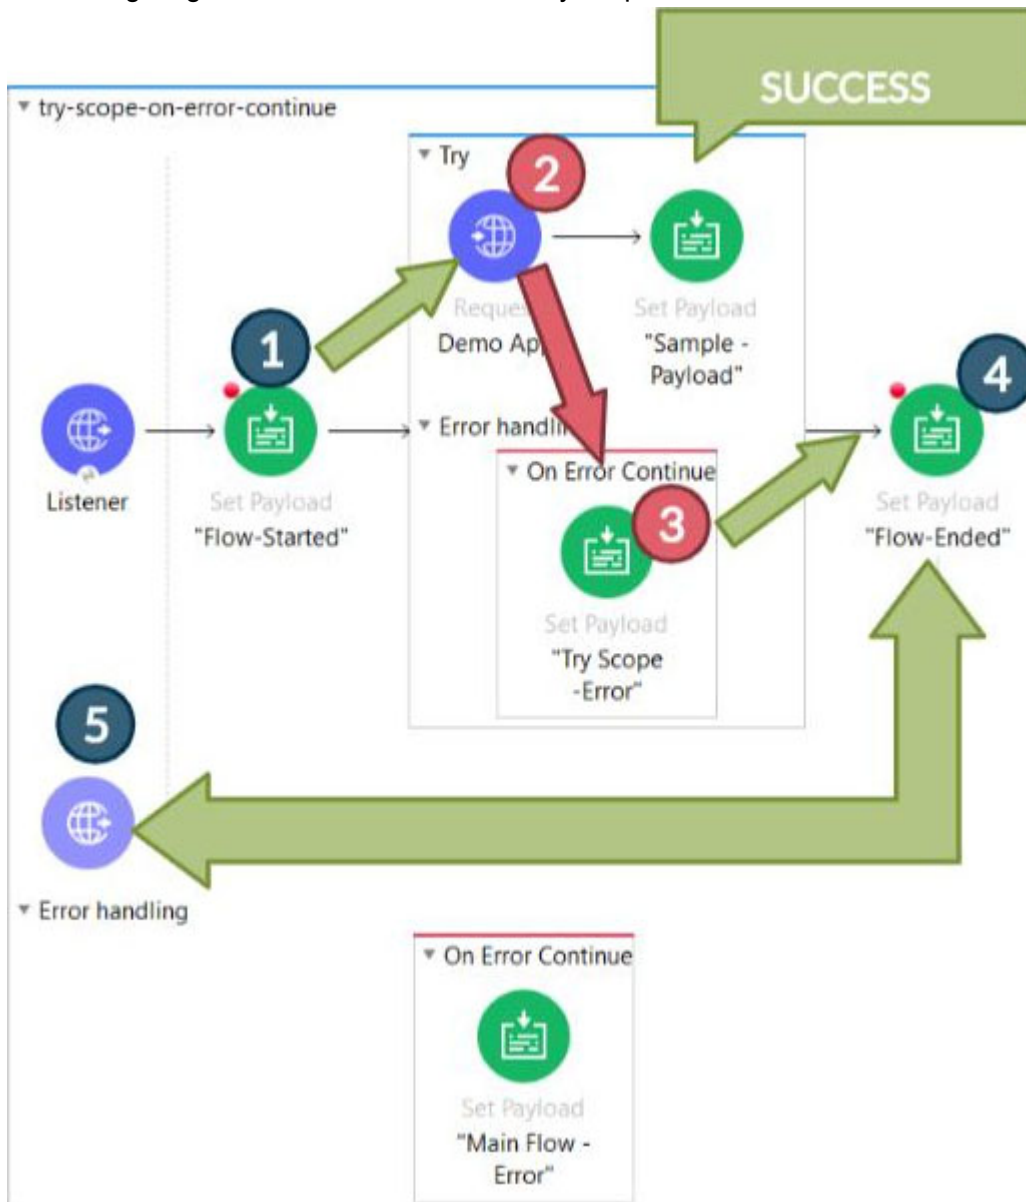 SUCCESS
try-scope-on-error-continue
Try
2
Set Payload
Demo
"Sample -
Payload"
1
4
Error
On Error Continue
Listener
Set Payload
"Flow-Started"
3
Set Payload
"Flow-Ended"
Set Payload
"Try Scope
-Error"
5
Error handling
On Error Continue
Set Payload
"Main Flow -
Error"